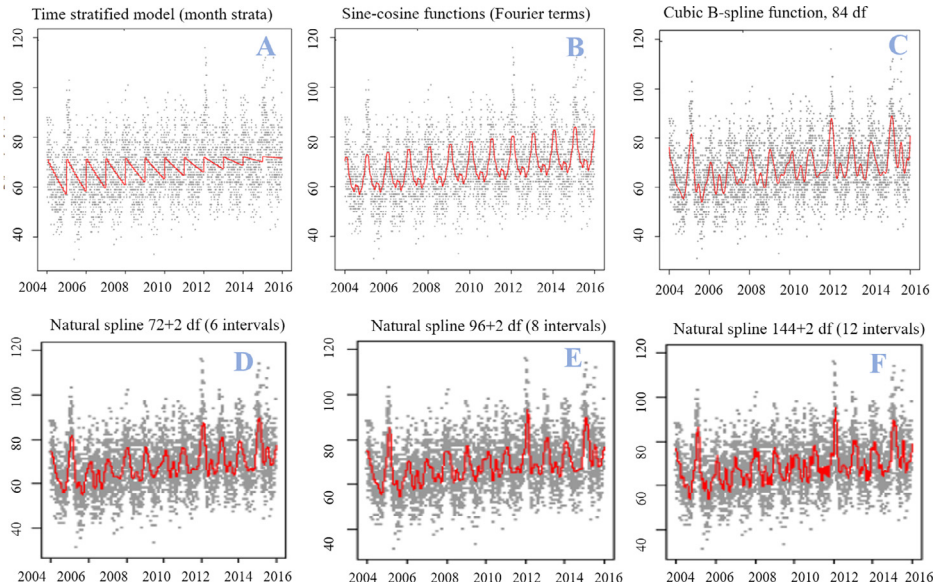 Time stratified model (month strata)
Sine-cosine functions (Fourier terms)
Cubic B-spline function, 84 df
A
B
C
120
100
80
60
40
120
100
80
60
40
120
100
80
60
40
2004 2006 2008 2010 2012 2014 2016
2004 2006 2008 2010 2012 2014 2016
2004 2006 2008 2010 2012 2014 2016
Natural spline 72+2 df (6 intervals)
Natural spline 96+2 df (8 intervals)
Natural spline 144+2 df (12 intervals)
D
E
F
120
100
80
60
40
120
100
80
60
40
120
100
80
60
40
2004 2006 2008 2010 2012 2014 2016
2004 2006 2008 2010 2012 2014 2016
2004 2006 2008 2010 2012 2014 2016